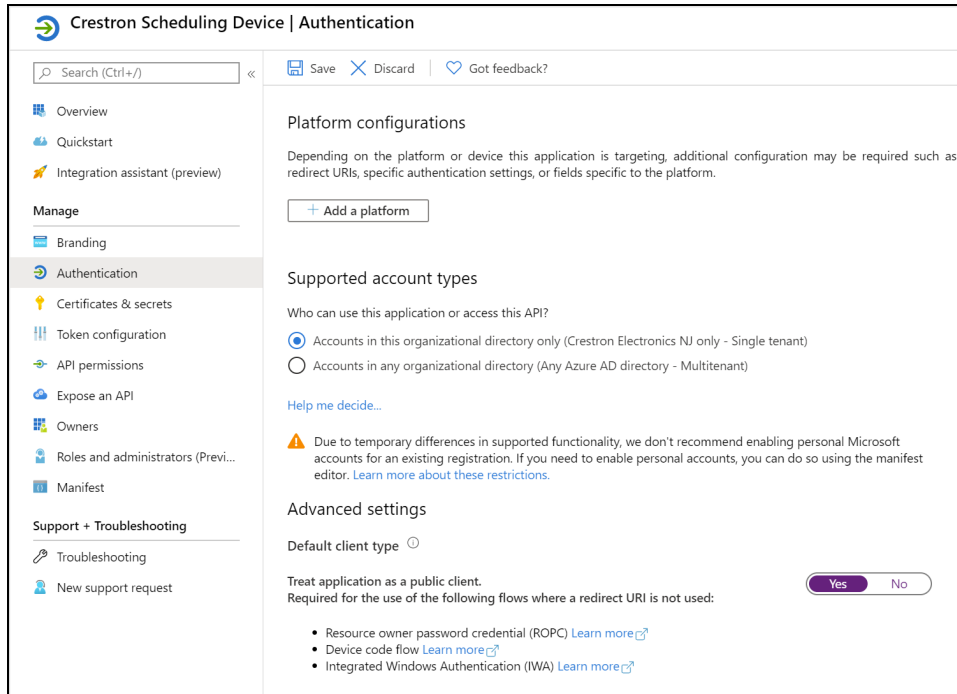 Crestron Scheduling Device | Authentication
Search (Ctrl+/)
«
Save
Discard
Got feedback?
Overview
Quickstart
Integration assistant (preview)
Manage
Branding
Authentication
Certificates & secrets
Token configuration
API permissions
Expose an API
Owners
Roles and administrators (Previ...
Manifest
Support + Troubleshooting
Troubleshooting
New support request
Platform configurations
Depending on the platform or device this application is targeting, additional configuration may be required such as
redirect URIs, specific authentication settings, or fields specific to the platform.
+ Add a platform
Supported account types
Who can use this application or access this API?
Accounts in this organizational directory only (Crestron Electronics NJ only - Single tenant)
Accounts in any organizational directory (Any Azure AD directory - Multitenant)
Help me decide...
Due to temporary differences in supported functionality, we don't recommend enabling personal Microsoft
accounts for an existing registration. If you need to enable personal accounts, you can do so using the manifest
editor. Learn more about these restrictions.
Advanced settings
Default client type
Treat application as a public client.
Yes No
Required for the use of the following flows where a redirect URI is not used:
• Resource owner password credential (ROPC) Learn more
• Device code flow Learn more
• Integrated Windows Authentication (IWA) Learn more